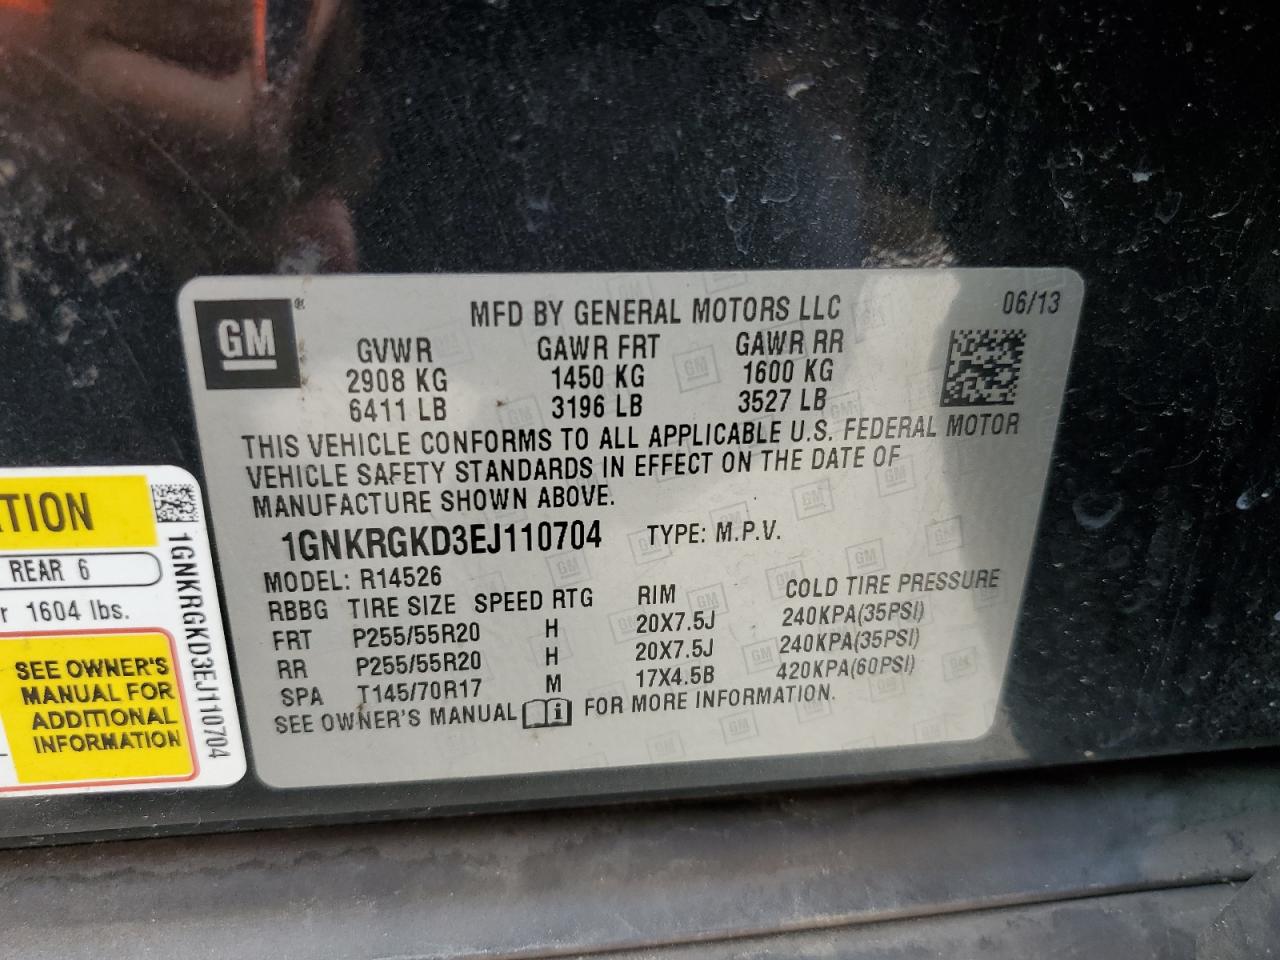 GM®
MFD BY GENERAL MOTORS LLC
06/13
GVWR GAWR FRT GAWR RR
2908 KG 1450 KG 1600 KG
6411 LB 3196 LB 3527 LB
THIS VEHICLE CONFORMS TO ALL APPLICABLE U.S. FEDERAL MOTOR
VEHICLE SAFETY STANDARDS IN EFFECT ON THE DATE OF
MANUFACTURE SHOWN ABOVE.
1GNKRGKD3EJ110704 TYPE: M.P.V.
MODEL: R14526
RBBG TIRE SIZE SPEED RTG RIM COLD TIRE PRESSURE
FRT P255/55R20 H 20X7.5J 240KPA(35PSI)
RR P255/55R20 H 20X7.5J 240KPA(35PSI)
SPA T145/70R17 M 17X4.5B 420KPA(60PSI)
SEE OWNER'S MANUAL i FOR MORE INFORMATION.
TION
REAR 6
r 1604 lbs.
SEE OWNER'S
MANUAL FOR
ADDITIONAL
INFORMATION
1GNKRGKD3EJ110704